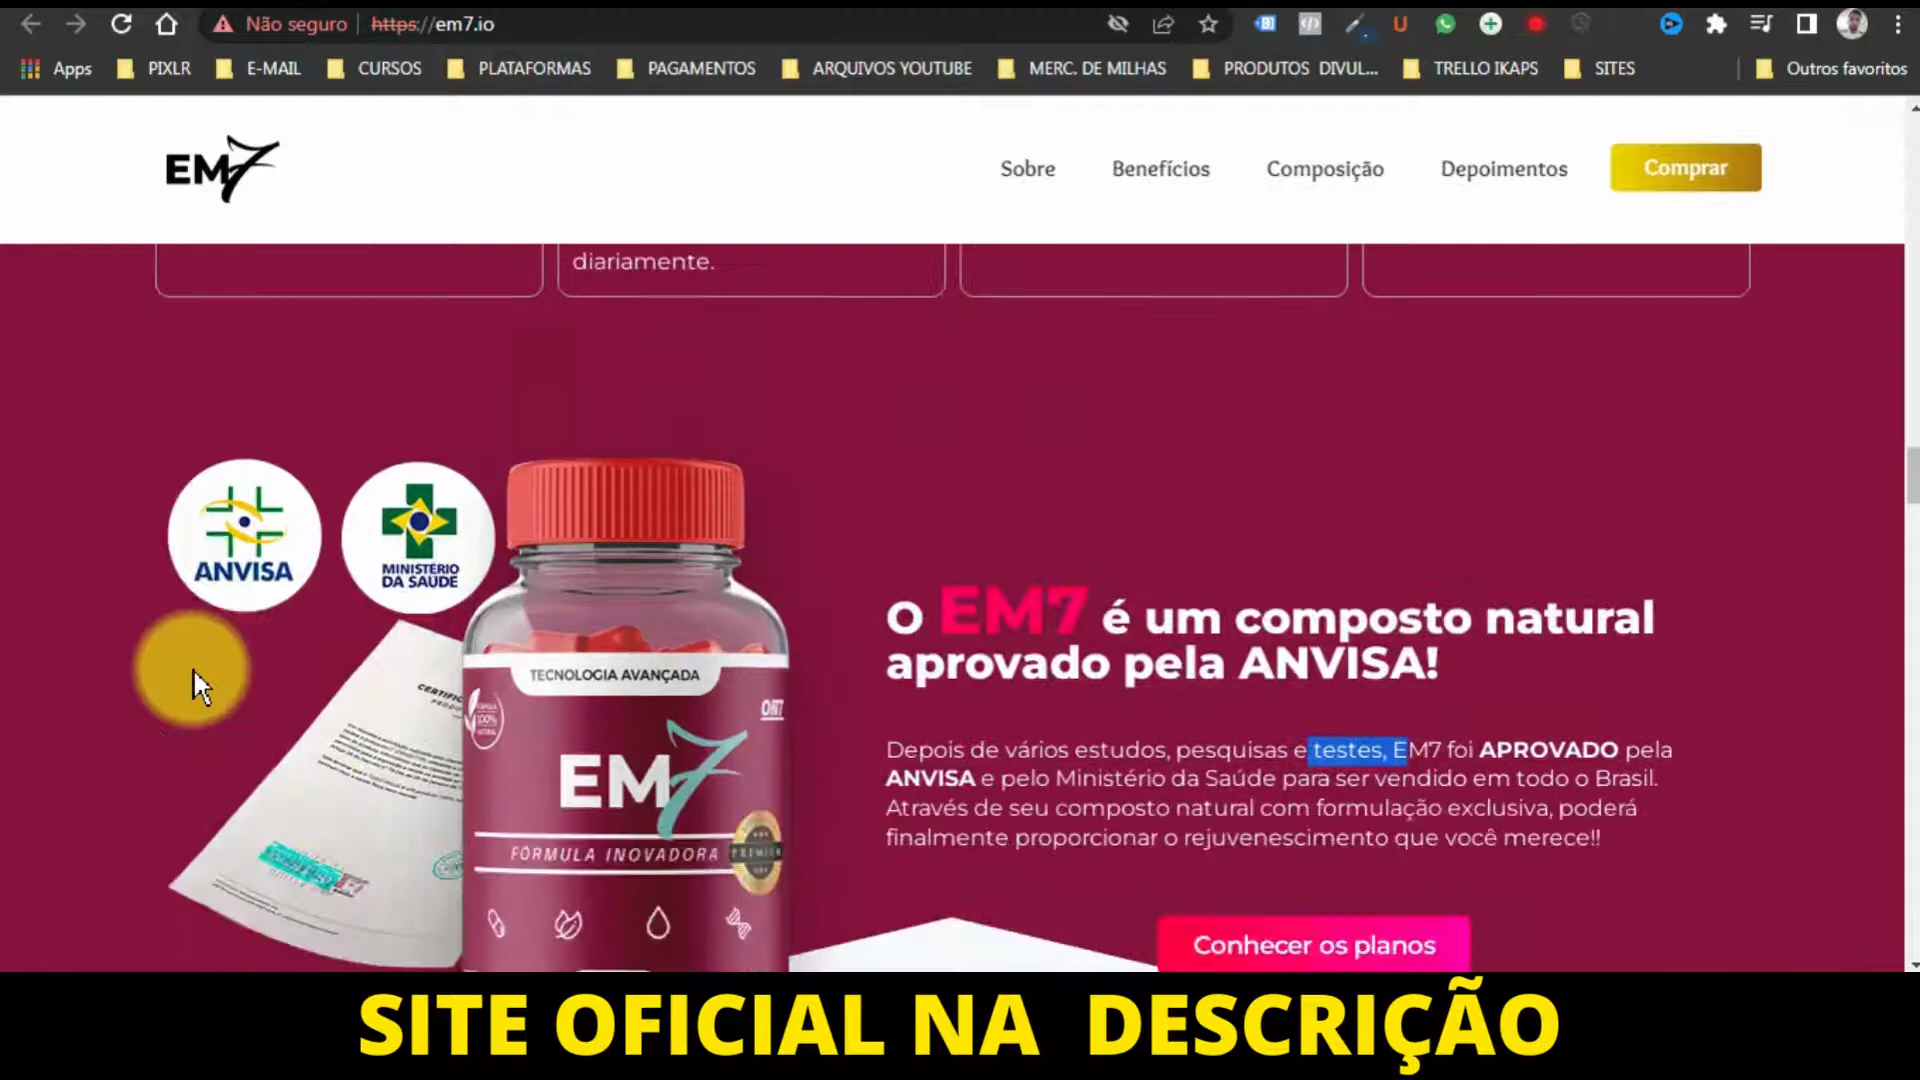 Não seguro
https://em7.io
Apps PIXLR E-MAIL CURSOS PLATAFORMAS PAGAMENTOS ARQUIVOS YOUTUBE MERC. DE MILHAS PRODUTOS DIVUL... TRELLO IKAPS SITES Outros favoritos
EM7
Sobre Benefícios Composição Depoimentos Comprar
diariamente.
ANVISA
MINISTÉRIO
DA SAÚDE
TECNOLOGIA AVANÇADA
100%
EM7
FÓRMULA INOVADORA
PREMIUM
O EM7 é um composto natural
aprovado pela ANVISA!
Depois de vários estudos, pesquisas e testes, EM7 foi APROVADO pela
ANVISA e pelo Ministério da Saúde para ser vendido em todo o Brasil.
Através de seu composto natural com formulação exclusiva, poderá
finalmente proporcionar o rejuvenescimento que você merece!!
Conhecer os planos
SITE OFICIAL NA DESCRIÇÃO